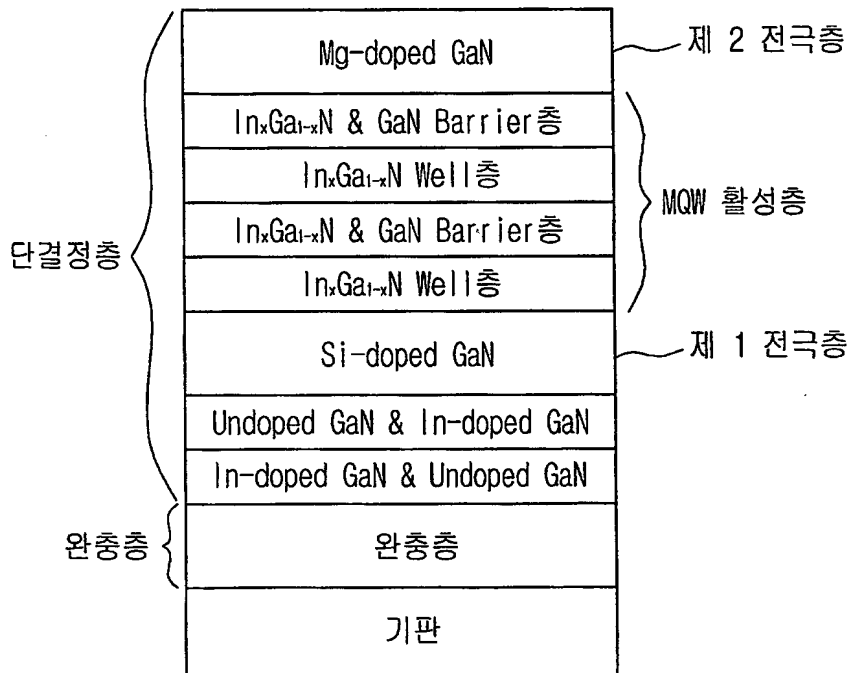 Mg-doped GaN
제 2 전극층
InxGa1-xN & GaN Barrier층
InxGa1-xN Well층
MQW 활성층
InxGa1-xN & GaN Barrier층
단결정층
InxGa1-xN Well층
Si-doped GaN
제 1 전극층
Undoped GaN & In-doped GaN
In-doped GaN & Undoped GaN
완충층
완충층
기판